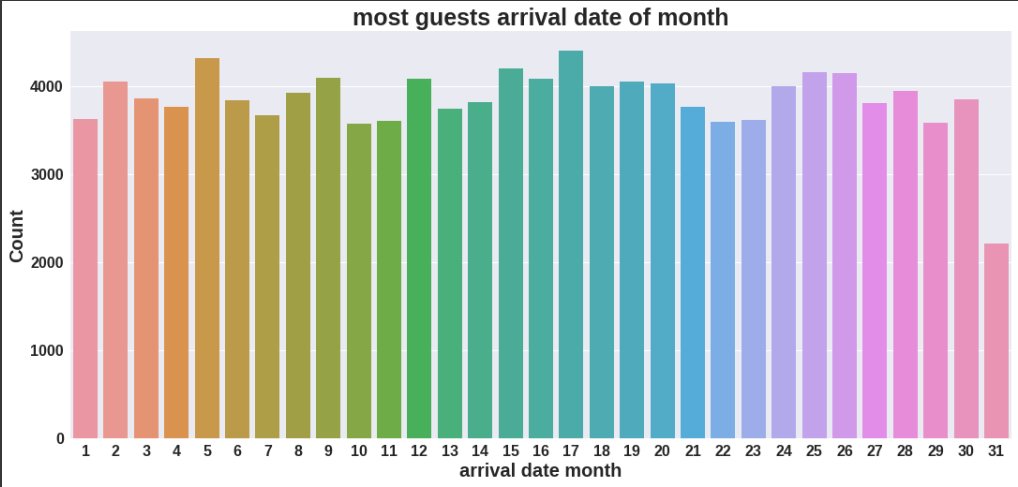 most guests arrival date of month
4000
3000
2000
1000
0
Count
1 2 3 4 5 6 7 8 9 10 11 12 13 14 15 16 17 18 19 20 21 22 23 24 25 26 27 28 29 30 31
arrival date month